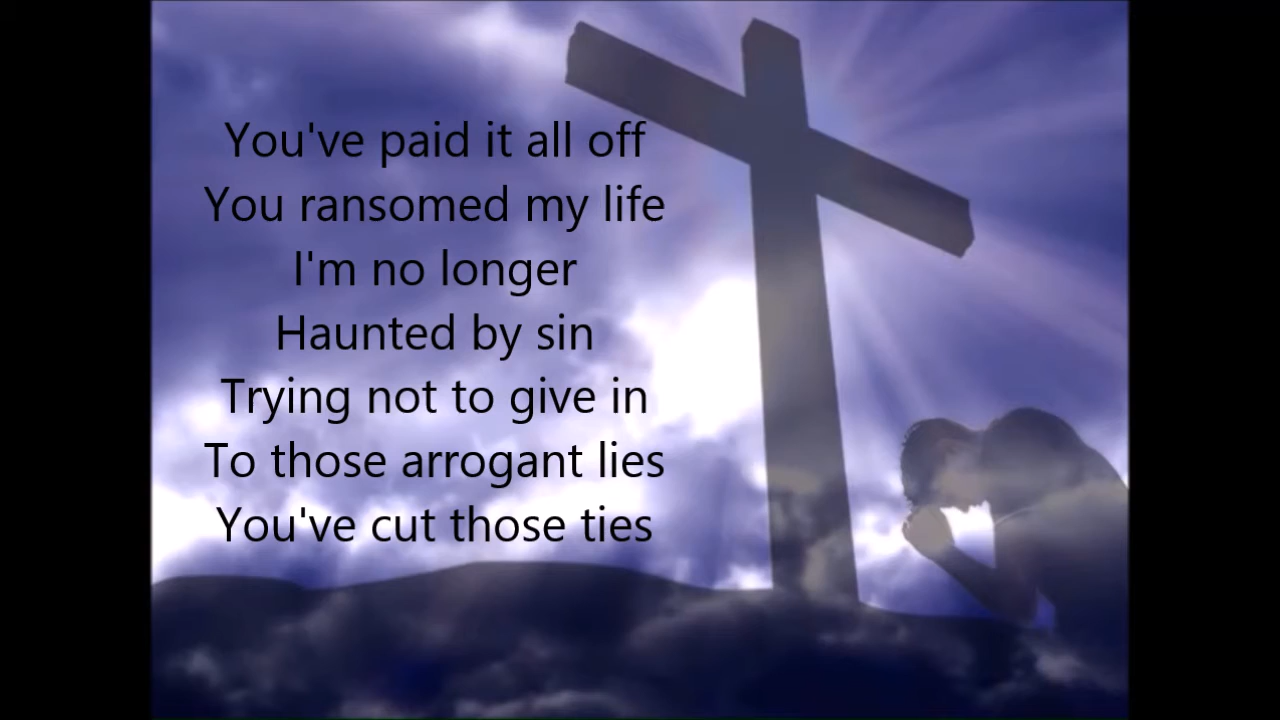 You've paid it all off
You ransomed my life
I'm no longer
Haunted by sin
Trying not to give in
To those arrogant lies
You've cut those ties